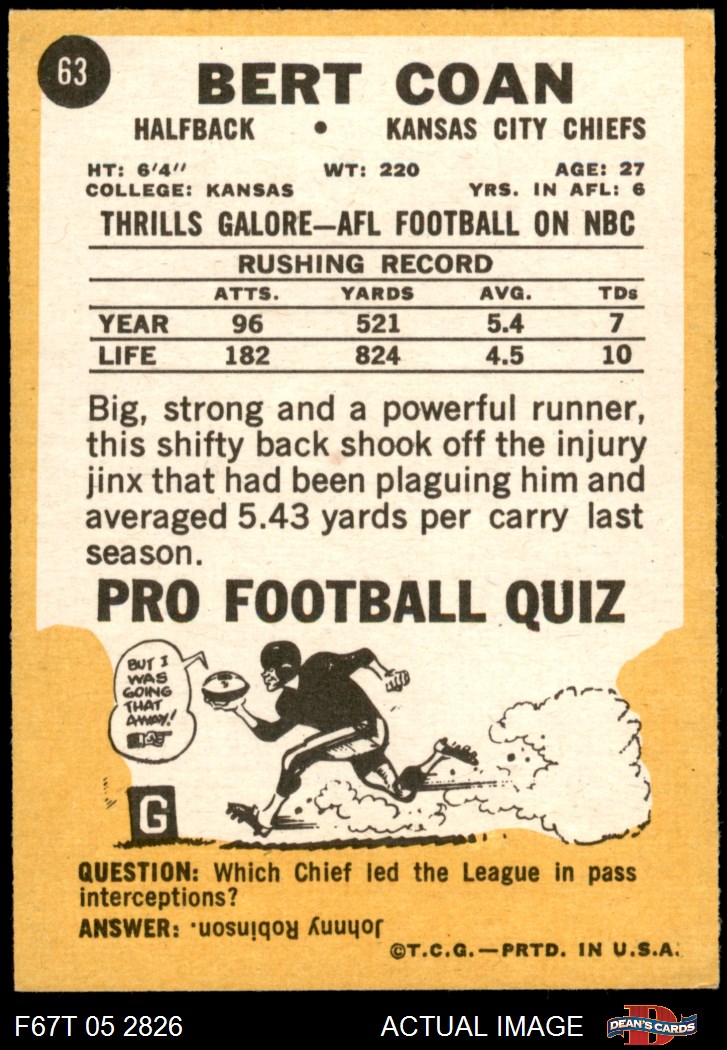 63
BERT COAN
HALFBACK • KANSAS CITY CHIEFS
HT: 6'4" WT: 220 AGE: 27
COLLEGE: KANSAS YRS. IN AFL: 6
THRILLS GALORE—AFL FOOTBALL ON NBC
RUSHING RECORD
ATTS. YARDS AVG. TDs
YEAR 96 521 5.4 7
LIFE 182 824 4.5 10
Big, strong and a powerful runner,
this shifty back shook off the injury
jinx that had been plaguing him and
averaged 5.43 yards per carry last
season.
PRO FOOTBALL QUIZ
BUT I
WAS
GOING
THAT
AWAY!
G
QUESTION: Which Chief led the League in pass
interceptions?
ANSWER: Johnny Robinson.
©T.C.G.—PRTD. IN U.S.A.
F67T 05 2826 ACTUAL IMAGE DEAN'S CARDS